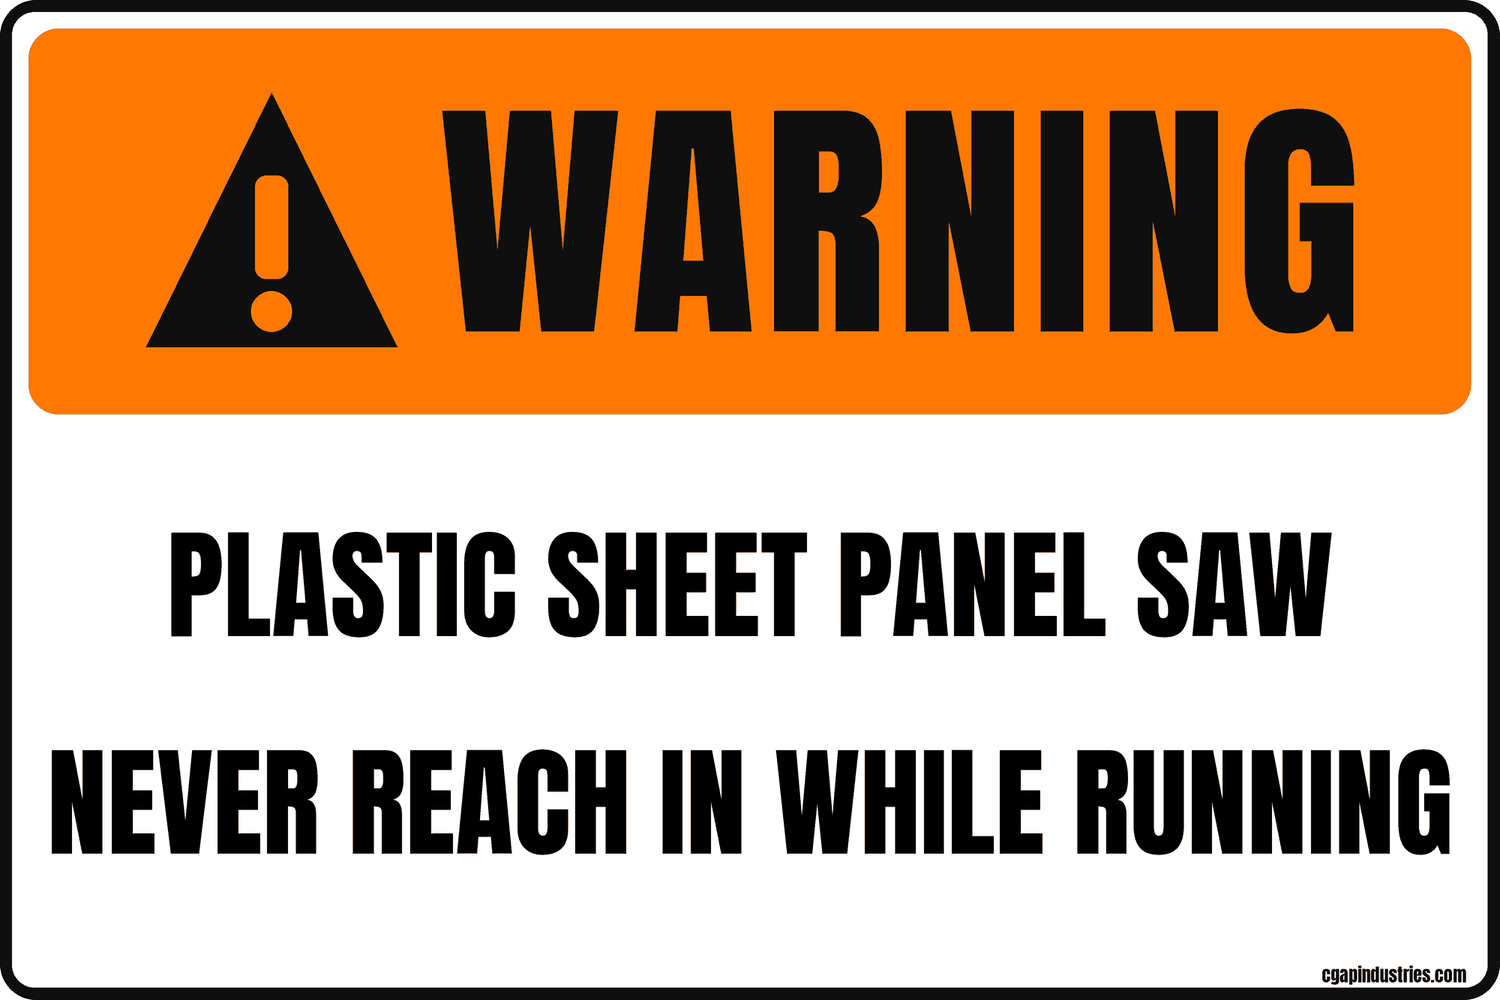 WARNING
PLASTIC SHEET PANEL SAW
NEVER REACH IN WHILE RUNNING
cgapindustries.com